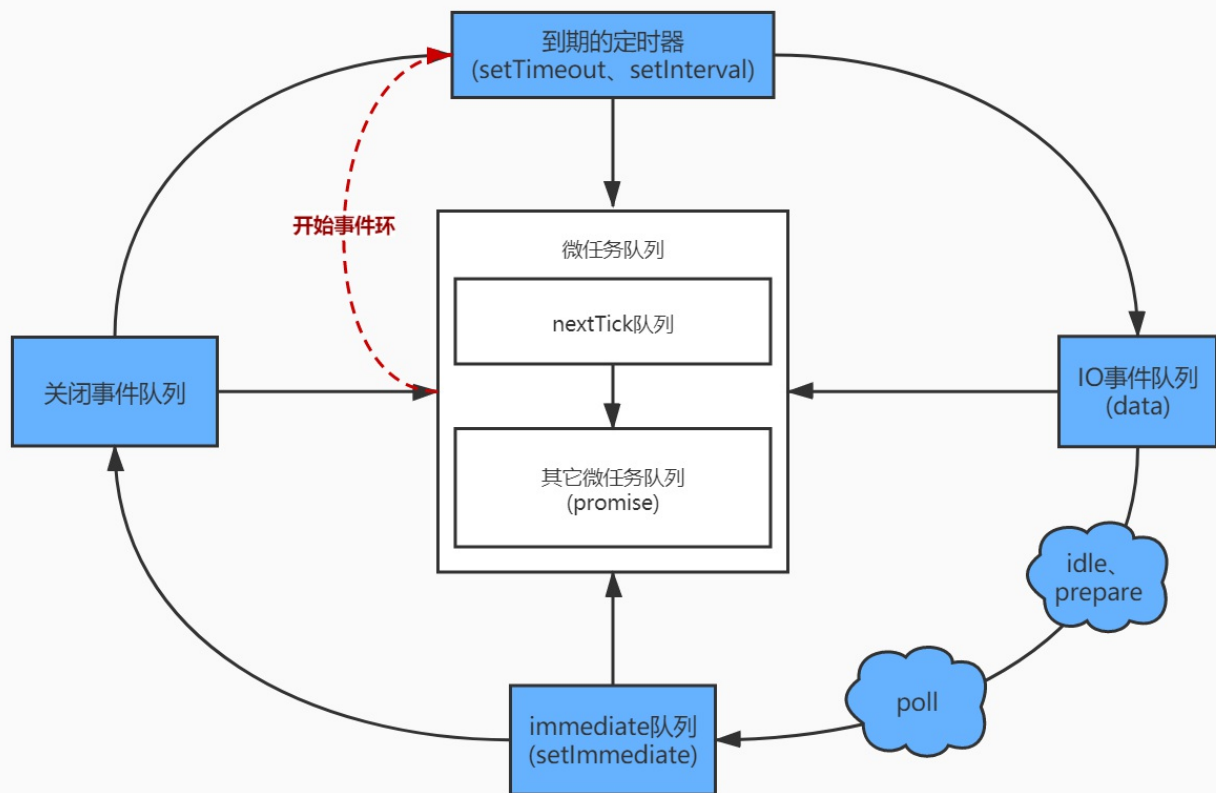 到期的定时器
(setTimeout、setInterval)
开始事件环
微任务队列
nextTick队列
关闭事件队列
IO事件队列
(data)
其它微任务队列
(promise)
idle、
prepare
poll
immediate队列
(setImmediate)